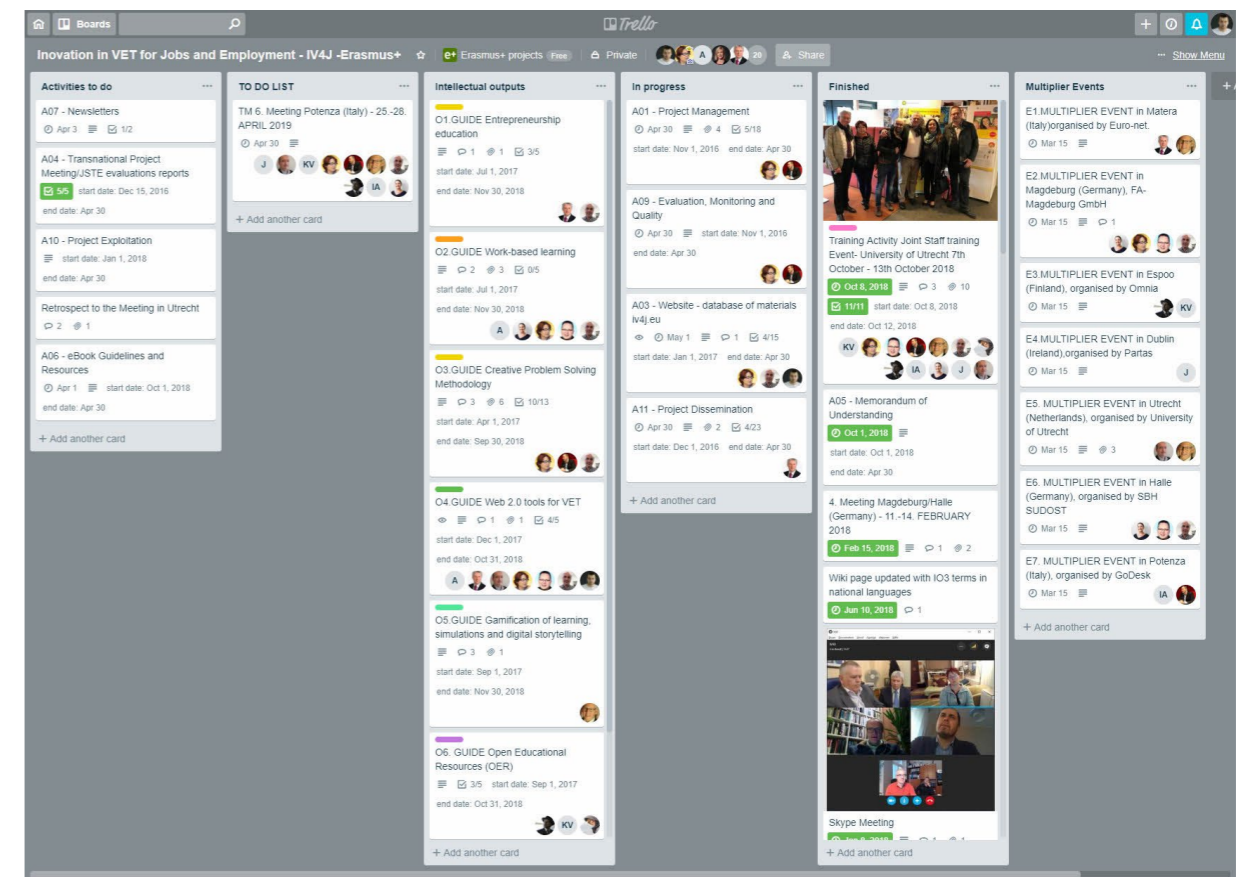 Boards
Trello
Inovation in VET for Jobs and Employment - IV4J -Erasmus+
e+ Erasmus+ projects Free
Private
A
20
Share
··· Show Menu
Activities to do ···
A07 - Newsletters
Apr 3 1/2
A04 - Transnational Project
Meeting/JSTE evaluations reports
5/5 start date: Dec 15, 2016
end date: Apr 30
A10 - Project Exploitation
start date: Jan 1, 2018
end date: Apr 30
Retrospect to the Meeting in Utrecht
2 1
A06 - eBook Guidelines and
Resources
Apr 1 start date: Oct 1, 2018
end date: Apr 30
+ Add another card
TO DO LIST ···
TM 6. Meeting Potenza (Italy) - 25.-28.
APRIL 2019
Apr 30
J KV
IA
+ Add another card
Intellectual outputs ···
O1.GUIDE Entrepreneurship
education
1 1 3/5
start date: Jul 1, 2017
end date: Nov 30, 2018
O2.GUIDE Work-based learning
2 3 0/5
start date: Jul 1, 2017
end date: Nov 30, 2018
A
O3.GUIDE Creative Problem Solving
Methodology
3 6 10/13
start date: Apr 1, 2017
end date: Sep 30, 2018
O4.GUIDE Web 2.0 tools for VET
1 1 4/5
start date: Dec 1, 2017
end date: Oct 31, 2018
A
O5.GUIDE Gamification of learning,
simulations and digital storytelling
3 1
start date: Sep 1, 2017
end date: Nov 30, 2018
O6. GUIDE Open Educational
Resources (OER)
3/5 start date: Sep 1, 2017
end date: Oct 31, 2018
KV
+ Add another card
In progress ···
A01 - Project Management
Apr 30 4 5/18
start date: Nov 1, 2016 end date: Apr 30
A09 - Evaluation, Monitoring and
Quality
Apr 30 start date: Nov 1, 2016
end date: Apr 30
A03 - Website - database of materials
iv4j.eu
May 1 1 4/15
start date: Jan 1, 2017 end date: Apr 30
A11 - Project Dissemination
Apr 30 2 4/23
start date: Dec 1, 2016 end date: Apr 30
+ Add another card
Finished ···
Training Activity Joint Staff training
Event- University of Utrecht 7th
October - 13th October 2018
Oct 8, 2018 3 10
11/11 start date: Oct 8, 2018
end date: Oct 12, 2018
KV
IA J
A05 - Memorandum of
Understanding
Oct 1, 2018
start date: Oct 1, 2018
end date: Apr 30
4. Meeting Magdeburg/Halle
(Germany) - 11.-14. FEBRUARY
2018
Feb 15, 2018 1 2
Wiki page updated with IO3 terms in
national languages
Jun 10, 2018 1
Skype Meeting
+ Add another card
Multiplier Events ···
E1.MULTIPLIER EVENT in Matera
(Italy)organised by Euro-net.
Mar 15
E2.MULTIPLIER EVENT in
Magdeburg (Germany), FA-
Magdeburg GmbH
Mar 15 1
E3.MULTIPLIER EVENT in Espoo
(Finland), organised by Omnia
Mar 15
KV
E4.MULTIPLIER EVENT in Dublin
(Ireland),organised by Partas
Mar 15
J
E5. MULTIPLIER EVENT in Utrecht
(Netherlands), organised by University
of Utrecht
Mar 15 3
E6. MULTIPLIER EVENT in Halle
(Germany), organised by SBH
SUDOST
Mar 15
E7. MULTIPLIER EVENT in Potenza
(Italy), organised by GoDesk
Mar 15
IA
+ Add another card